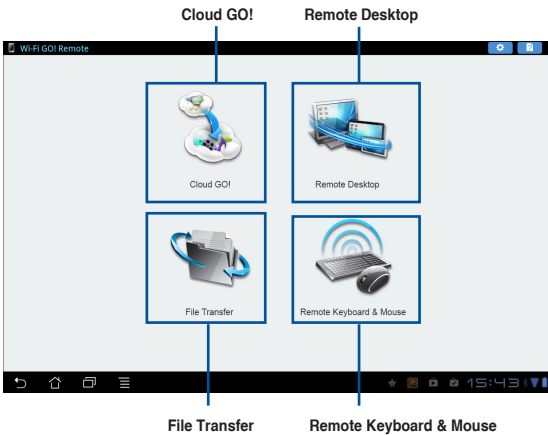 Cloud GO! Remote Desktop
Wi-Fi GO! Remote
Cloud GO! Remote Desktop
File Transfer Remote Keyboard & Mouse
15:43
File Transfer Remote Keyboard & Mouse